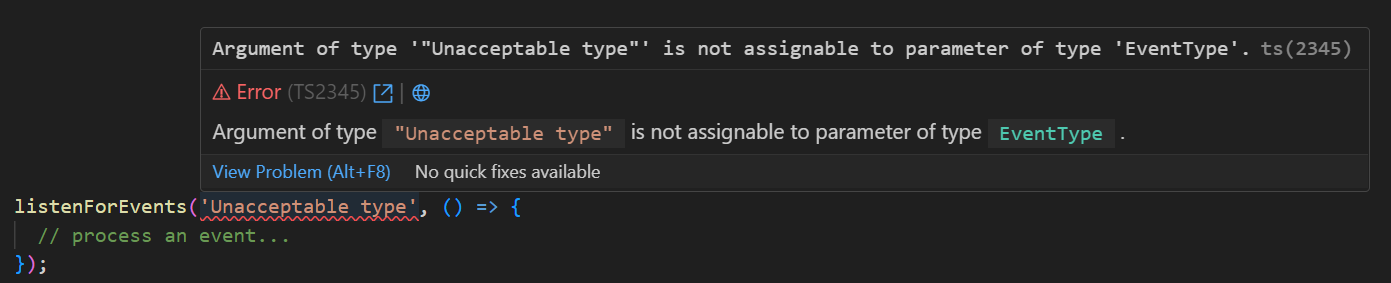 Argument of type '"Unacceptable type"' is not assignable to parameter of type 'EventType'. ts(2345)
Error (TS2345) |
Argument of type "Unacceptable type" is not assignable to parameter of type EventType .
View Problem (Alt+F8) No quick fixes available
listenForEvents('Unacceptable type', () => {
// process an event...
});